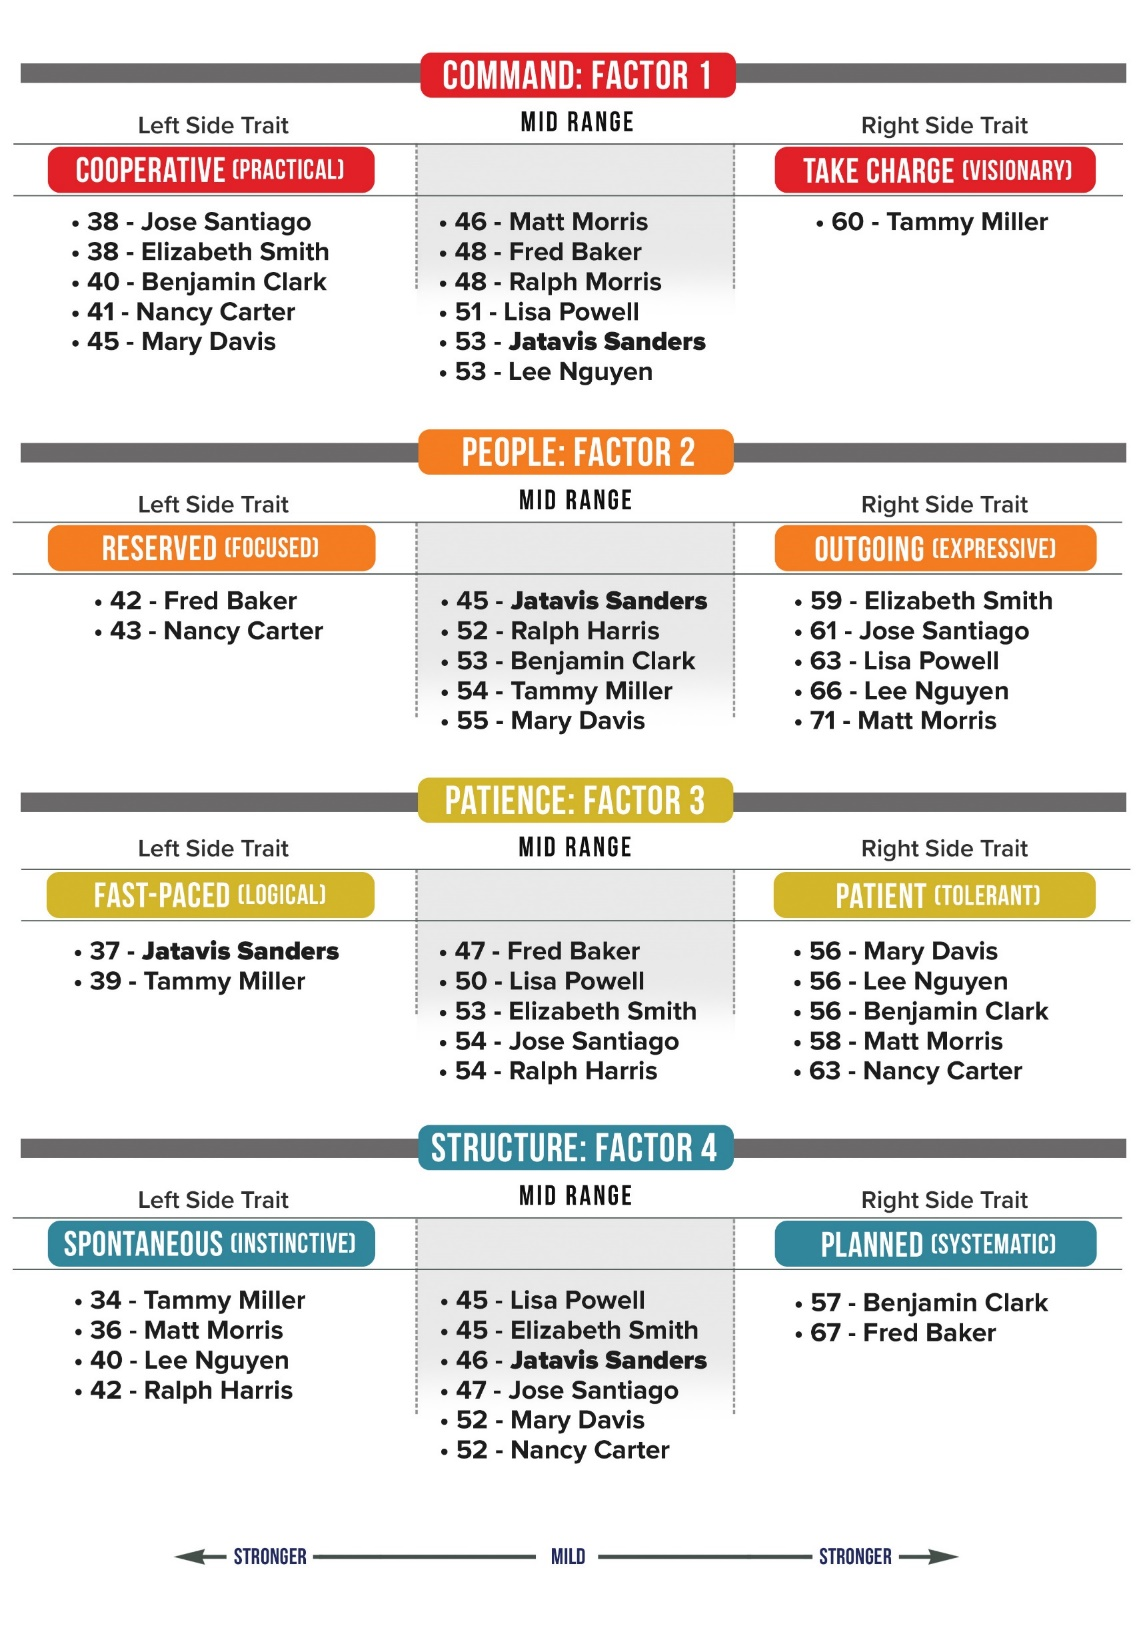 COMMAND: FACTOR 1
Left Side Trait
MID RANGE
Right Side Trait
COOPERATIVE (PRACTICAL)
TAKE CHARGE (VISIONARY)
• 38 - Jose Santiago
• 38 - Elizabeth Smith
• 40 - Benjamin Clark
• 41 - Nancy Carter
• 45 - Mary Davis
• 46 - Matt Morris
• 48 - Fred Baker
• 48 - Ralph Morris
• 51 - Lisa Powell
• 53 - Jatavis Sanders
• 53 - Lee Nguyen
• 60 - Tammy Miller
PEOPLE: FACTOR 2
Left Side Trait
MID RANGE
Right Side Trait
RESERVED (FOCUSED)
OUTGOING (EXPRESSIVE)
• 42 - Fred Baker
• 43 - Nancy Carter
• 45 - Jatavis Sanders
• 52 - Ralph Harris
• 53 - Benjamin Clark
• 54 - Tammy Miller
• 55 - Mary Davis
• 59 - Elizabeth Smith
• 61 - Jose Santiago
• 63 - Lisa Powell
• 66 - Lee Nguyen
• 71 - Matt Morris
PATIENCE: FACTOR 3
Left Side Trait
MID RANGE
Right Side Trait
FAST-PACED (LOGICAL)
PATIENT (TOLERANT)
• 37 - Jatavis Sanders
• 39 - Tammy Miller
• 47 - Fred Baker
• 50 - Lisa Powell
• 53 - Elizabeth Smith
• 54 - Jose Santiago
• 54 - Ralph Harris
• 56 - Mary Davis
• 56 - Lee Nguyen
• 56 - Benjamin Clark
• 58 - Matt Morris
• 63 - Nancy Carter
STRUCTURE: FACTOR 4
Left Side Trait
MID RANGE
Right Side Trait
SPONTANEOUS (INSTINCTIVE)
PLANNED (SYSTEMATIC)
• 34 - Tammy Miller
• 36 - Matt Morris
• 40 - Lee Nguyen
• 42 - Ralph Harris
• 45 - Lisa Powell
• 45 - Elizabeth Smith
• 46 - Jatavis Sanders
• 47 - Jose Santiago
• 52 - Mary Davis
• 52 - Nancy Carter
• 57 - Benjamin Clark
• 67 - Fred Baker
STRONGER MILD STRONGER